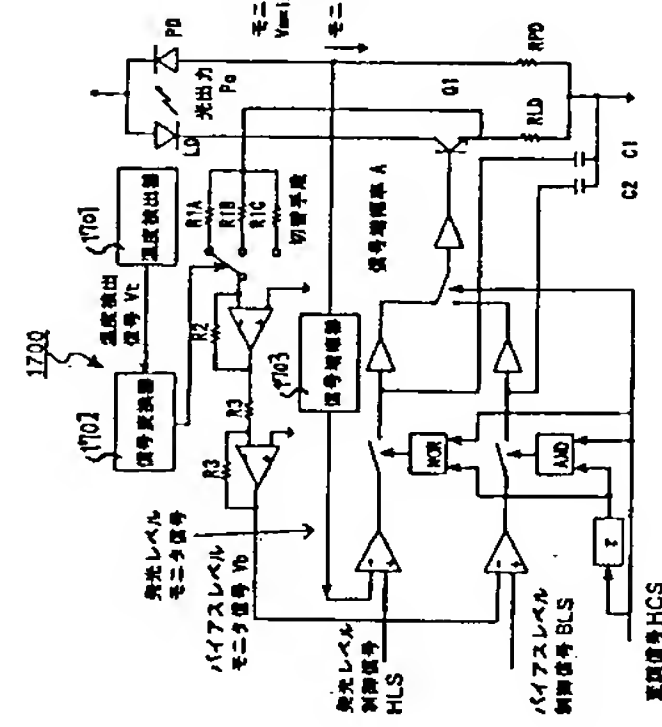 1700
1701
温度検出器
温度検出
信号 Vt
1702
信号変換器
PD
光出力
Po
LD
モニ
モニ
R1A
R1B
R1C
切替手段
R2
R3
R3
1703
信号増幅器
信号増幅率 A
Q1
RPD
RLD
C1
C2
発光レベル
モニタ信号
バイアスレベル
モニタ信号 Vb
発光レベル
制御信号
HLS
NOR
AND
バイアスレベル
制御信号 BLS
変調信号 HCS